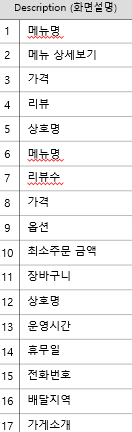 Description (화면설명)
1 메뉴명
2 메뉴 상세보기
3 가격
4 리뷰
5 상호명
6 메뉴명
7 리뷰수
8 가격
9 옵션
10 최소주문 금액
11 장바구니
12 상호명
13 운영시간
14 휴무일
15 전화번호
16 배달지역
17 가게소개